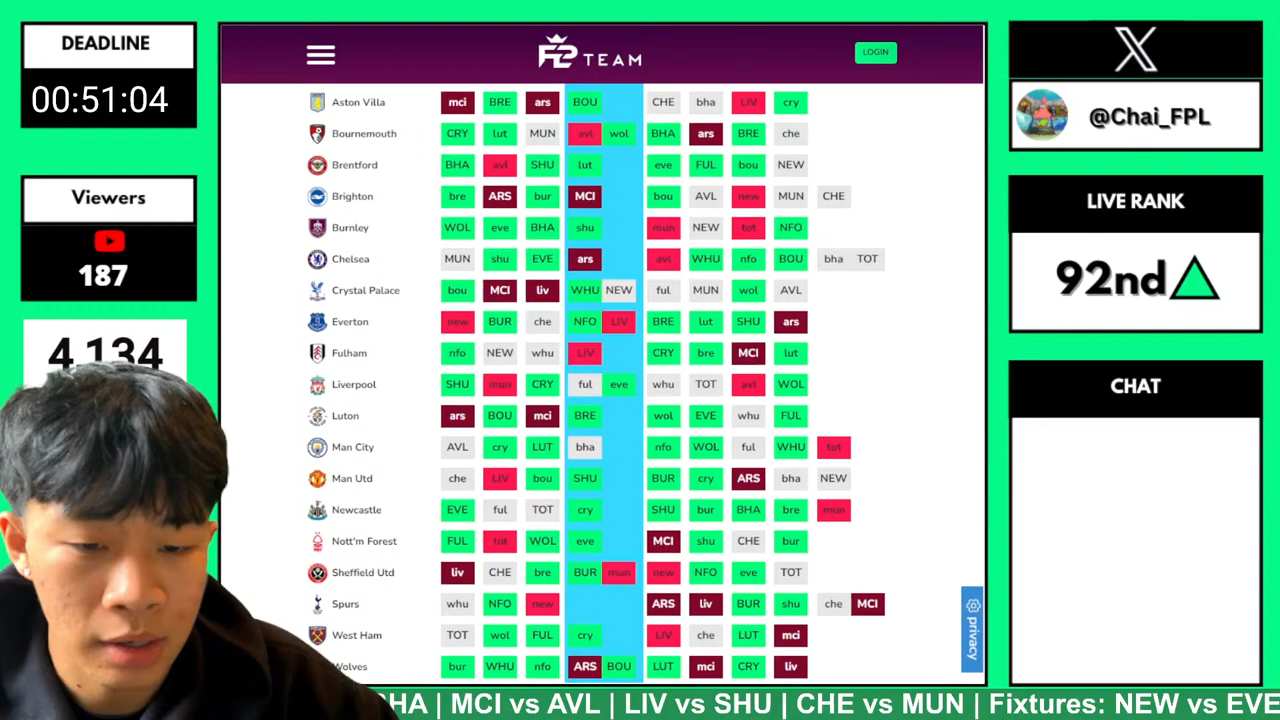 DEADLINE
00:51:04
Viewers
187
4,134
F2 TEAM
LOGIN
Aston Villa mci BRE ars BOU CHE bha LIV cry
Bournemouth CRY lut MUN avl wol BHA ars BRE che
Brentford BHA avl SHU lut eve FUL bou NEW
Brighton bre ARS bur MCI bou AVL new MUN CHE
Burnley WOL eve BHA shu mun NEW tot NFO
Chelsea MUN shu EVE ars avl WHU nfo BOU bha TOT
Crystal Palace bou MCI liv WHU NEW ful MUN wol AVL
Everton new BUR che NFO LIV BRE lut SHU ars
Fulham nfo NEW whu LIV CRY bre MCI lut
Liverpool SHU mun CRY ful eve whu TOT avl WOL
Luton ars BOU mci BRE wol EVE whu FUL
Man City AVL cry LUT bha nfo WOL ful WHU tot
Man Utd che LIV bou SHU BUR cry ARS bha NEW
Newcastle EVE ful TOT cry SHU bur BHA bre mun
Nott'm Forest FUL tot WOL eve MCI shu CHE bur
Sheffield Utd liv CHE bre BUR mun new NFO eve TOT
Spurs whu NFO new ARS liv BUR shu che MCI
West Ham TOT wol FUL cry LIV che LUT mci
Wolves bur WHU nfo ARS BOU LUT mci CRY liv
privacy
X
@Chai_FPL
LIVE RANK
92nd
CHAT
HA | MCI vs AVL | LIV vs SHU | CHE vs MUN | Fixtures: NEW vs EVE